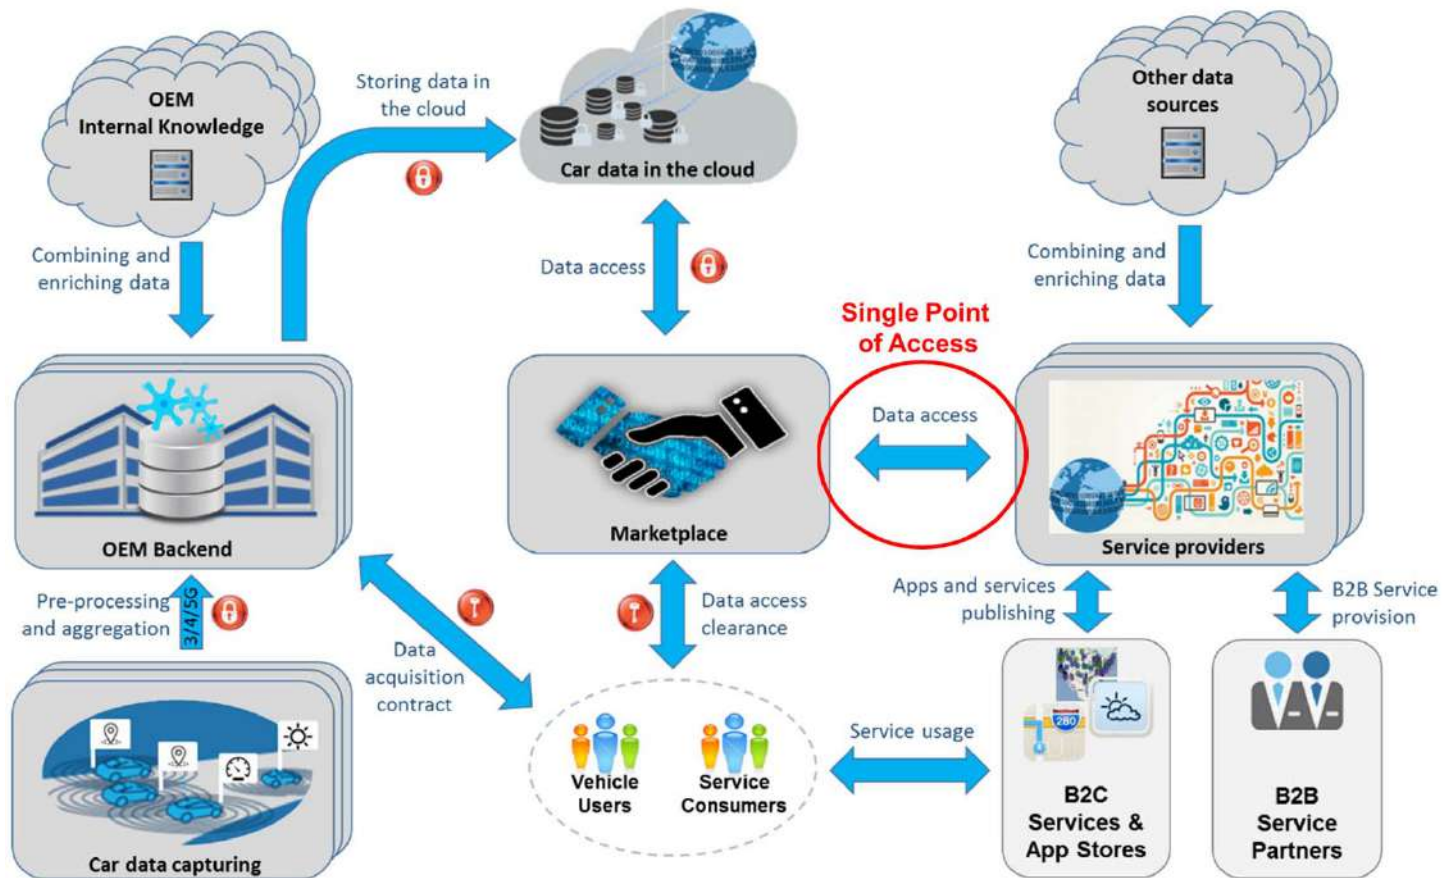 OEM
Internal Knowledge
Storing data in
the cloud
Car data in the cloud
Other data
sources
Combining and
enriching data
Data access
Combining and
enriching data
Single Point
of Access
OEM Backend
Marketplace
Data access
Service providers
Pre-processing
and aggregation
3/4/5G
Data
acquisition
contract
Data access
clearance
Apps and services
publishing
B2B Service
provision
Car data capturing
Vehicle
Users
Service
Consumers
Service usage
280
B2C
Services &
App Stores
B2B
Service
Partners